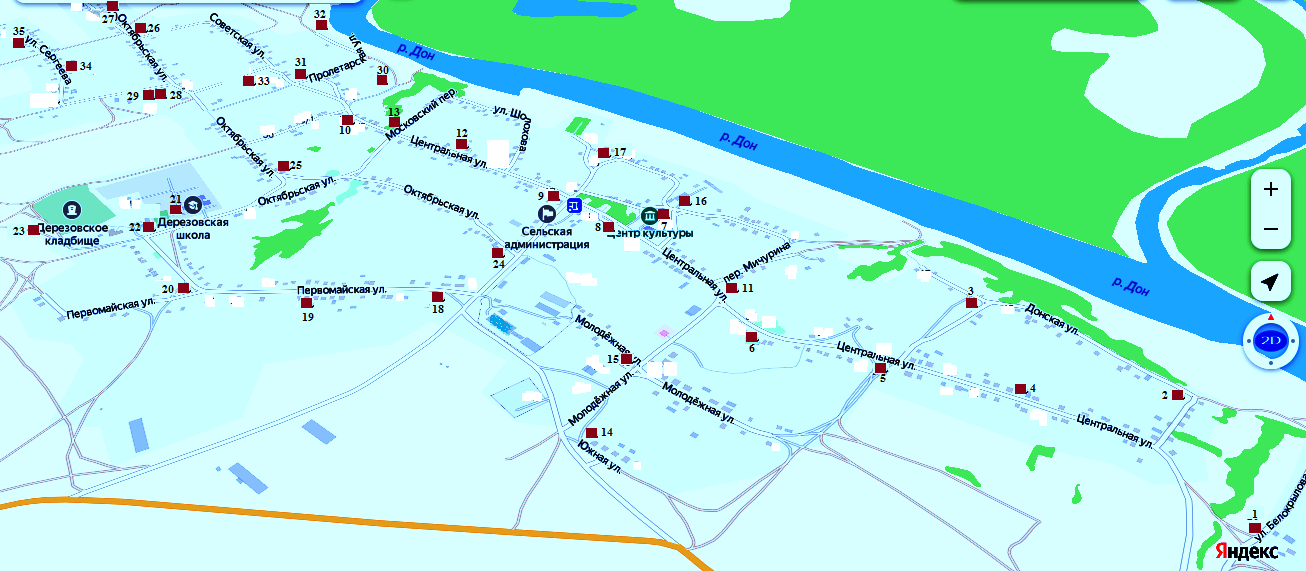 32
27
26
Октябрьская ул.
Советская ул.
35
ул. Сергеева
34
31
Пролетарск
ая ул.
30
33
р. Дон
29
28
Московский пер.
13
10
ул. Шолохова
12
Центральная ул.
р. Дон
17
Октябрьская ул.
25
Октябрьская ул.
Октябрьская ул.
21
Дерезовская
школа
22
23
Дерезовское
кладбище
9
16
Сельская
администрация
8
7
Центр культуры
24
Центральная ул.
пер. Мичурина
11
20
Первомайская ул.
Первомайская ул.
19
18
р. Дон
3
Донская ул.
2D
Молодёжная ул.
15
6
Центральная ул.
5
4
2
Молодёжная ул.
Молодёжная ул.
Центральная ул.
14
Южная ул.
1
ул. Белокрылова
Яндекс